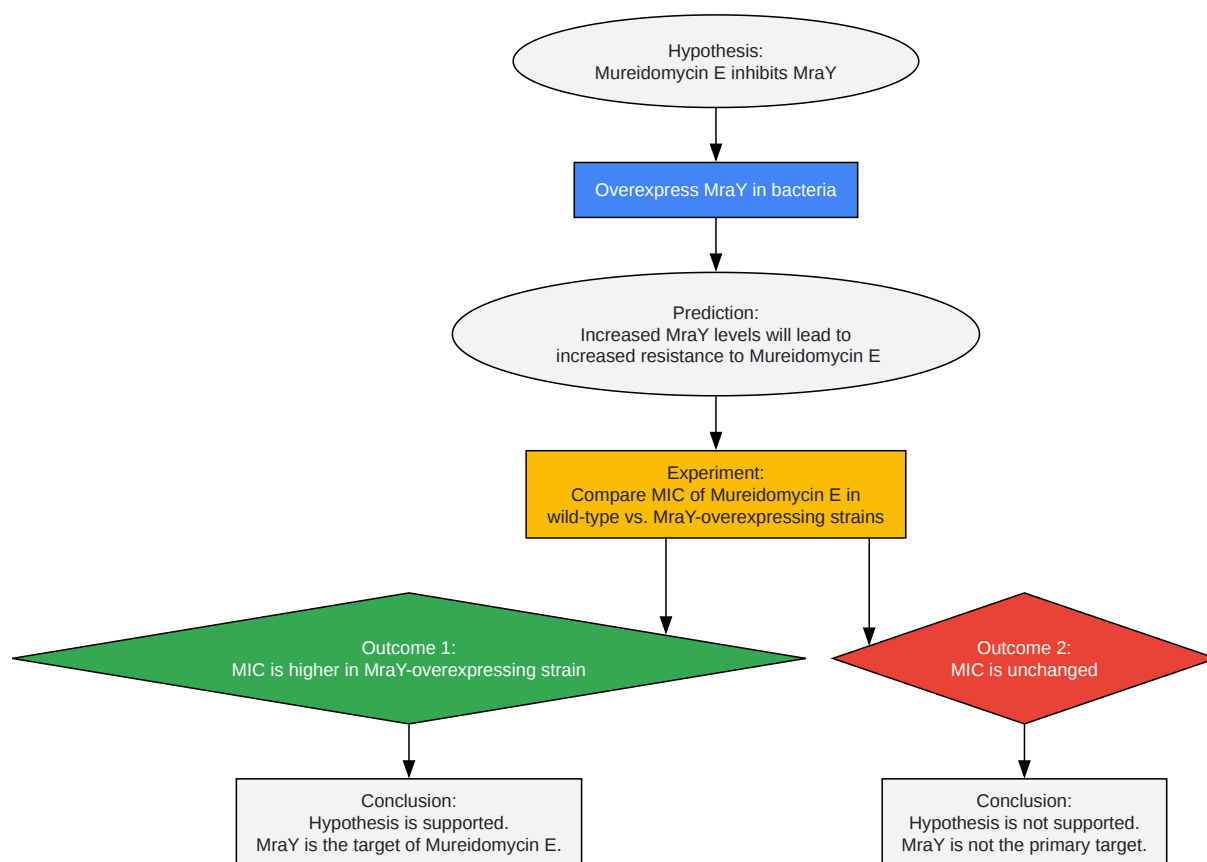 Hypothesis:
Mureidomycin E inhibits MraY
Overexpress MraY in bacteria
Prediction:
Increased MraY levels will lead to
increased resistance to Mureidomycin E
Experiment:
Compare MIC of Mureidomycin E in
wild-type vs. MraY-overexpressing strains
Outcome 1:
MIC is higher in MraY-overexpressing strain
Outcome 2:
MIC is unchanged
Conclusion:
Hypothesis is supported.
MraY is the target of Mureidomycin E.
Conclusion:
Hypothesis is not supported.
MraY is not the primary target.